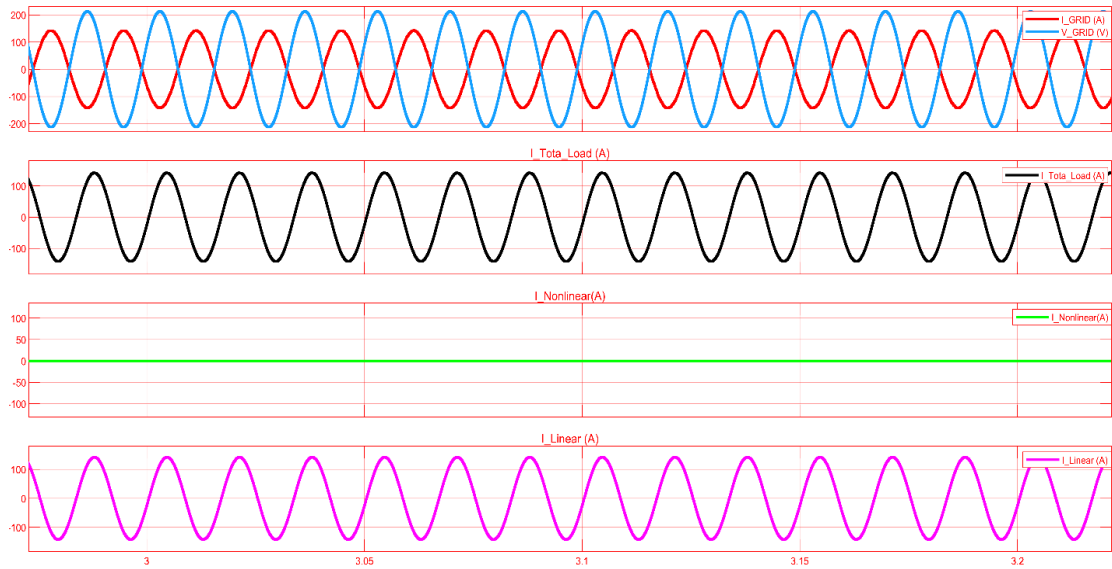 200
100
0
-100
-200
I_GRID (A)
V_GRID (V)
I_Tota_Load (A)
100
0
-100
I_Tota_Load (A)
I_Nonlinear(A)
100
50
0
-50
-100
I_Nonlinear(A)
I_Linear (A)
100
0
-100
I_Linear (A)
3 3.05 3.1 3.15 3.2